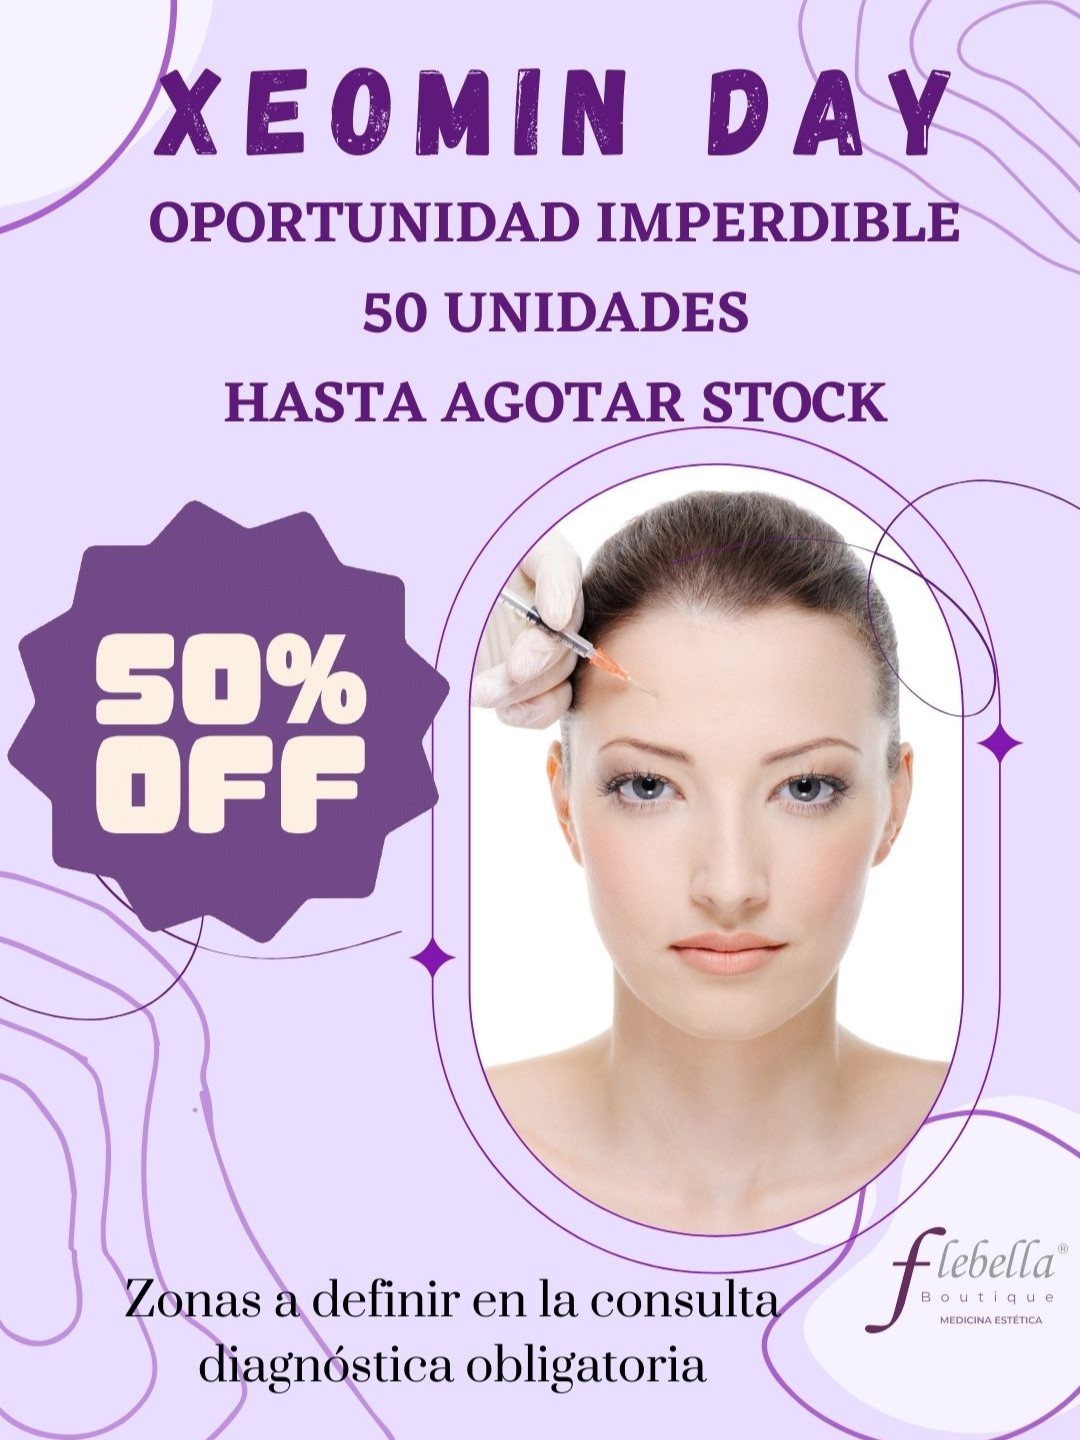 XEOMIN DAY
OPORTUNIDAD IMPERDIBLE
50 UNIDADES
HASTA AGOTAR STOCK
50%
OFF
Zonas a definir en la consulta
diagnóstica obligatoria
flebella®
Boutique
MEDICINA ESTÉTICA